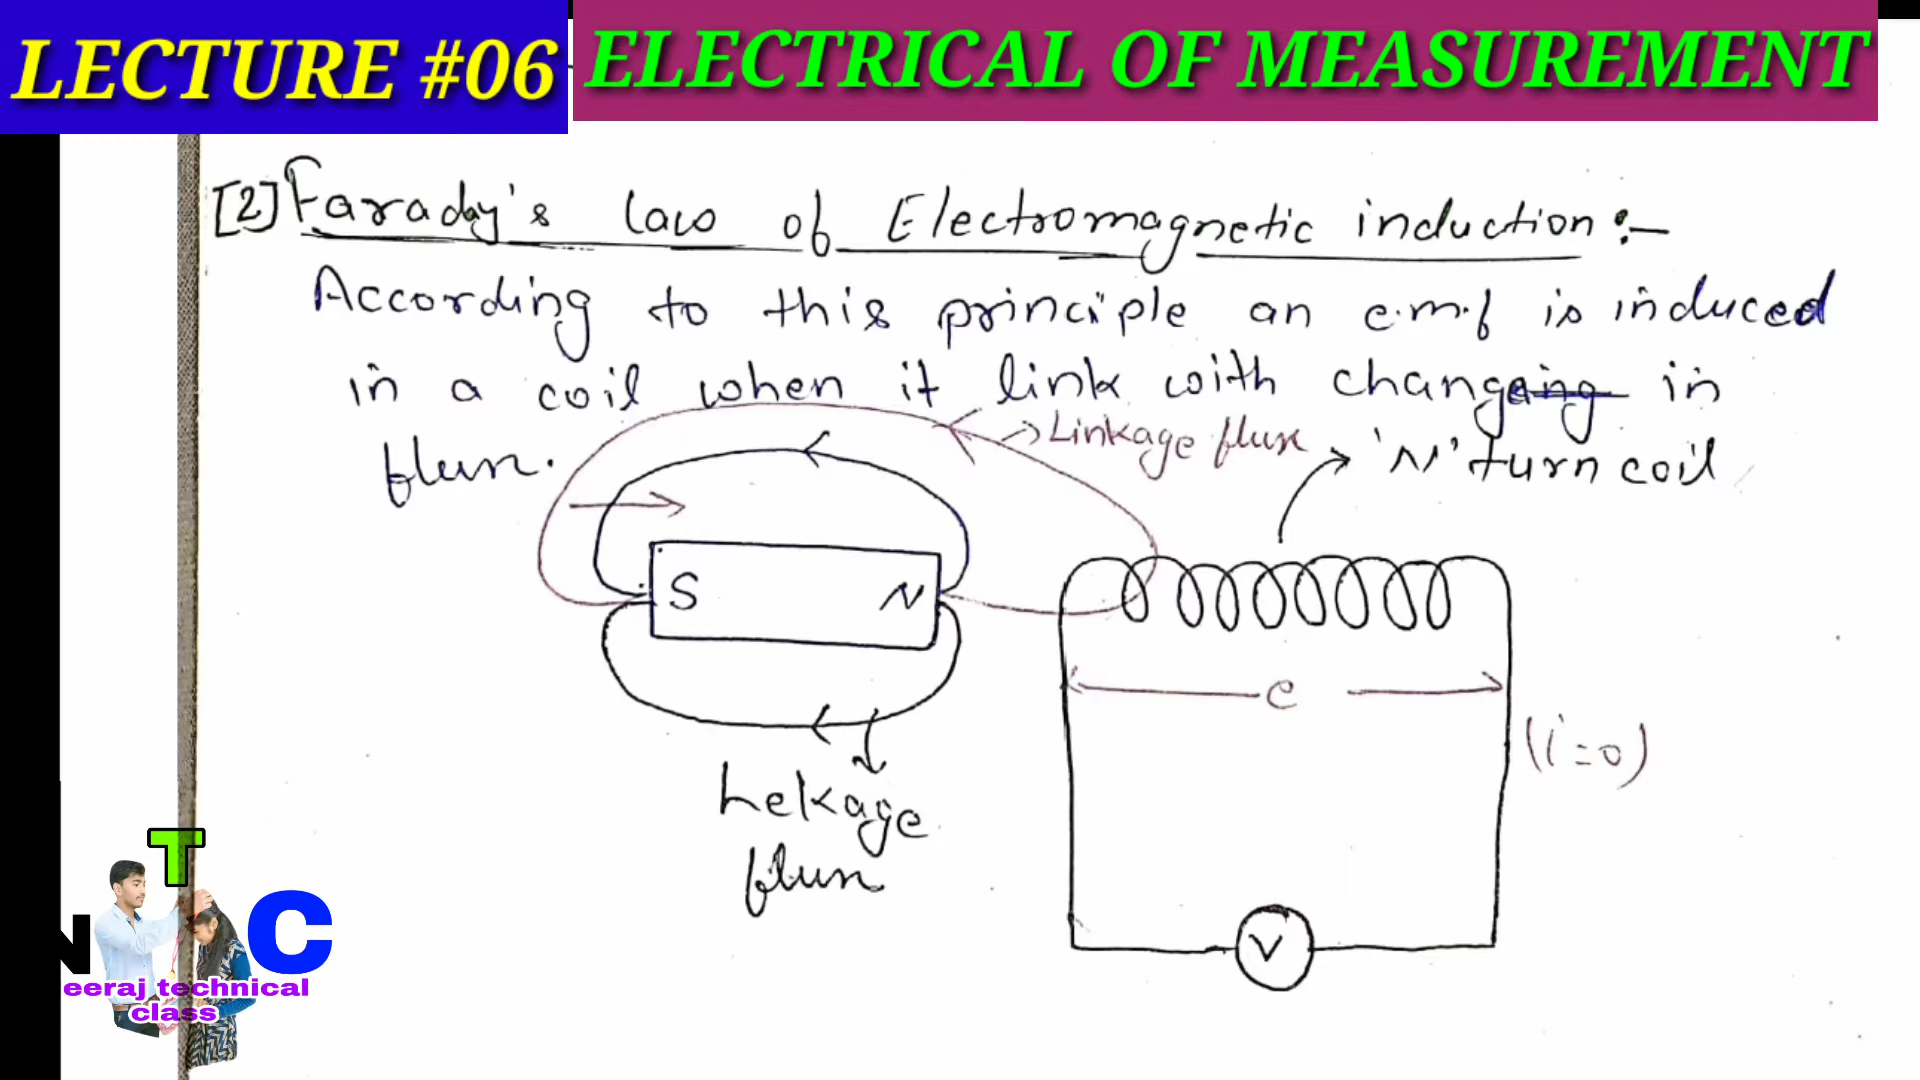 LECTURE #06
ELECTRICAL OF MEASUREMENT
[2] Faraday's law of Electromagnetic induction :-
According to this principle an e.m.f is induced
in a coil when it link with change in
flux.
→ Linkage flux
'N' turn coil
S N
e
(i=0)
Lekage
flux
V
T
N C
eeraj technical
class